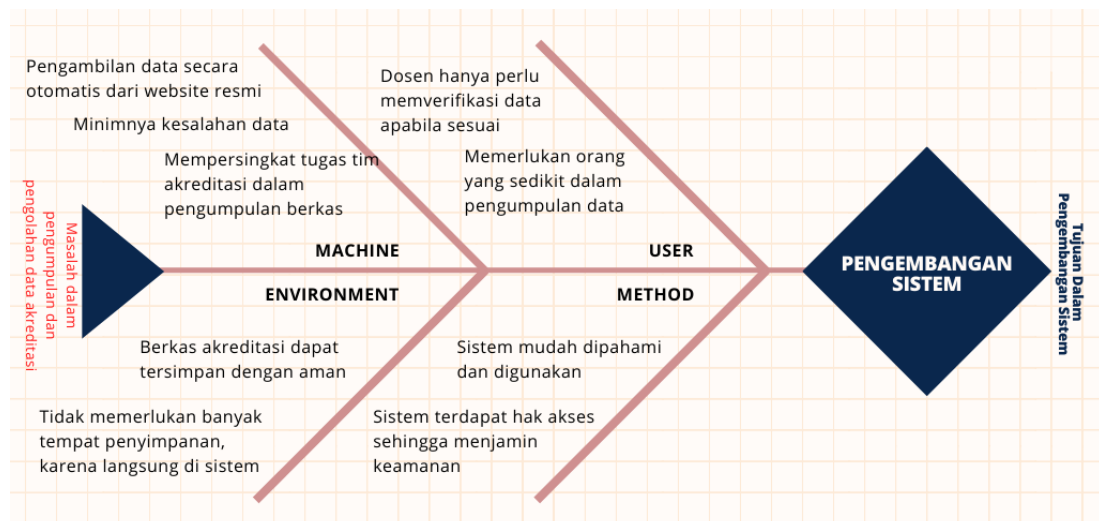 Pengambilan data secara
otomatis dari website resmi
Minimnya kesalahan data
Mempersingkat tugas tim
akreditasi dalam
pengumpulan berkas
Dosen hanya perlu
memverifikasi data
apabila sesuai
Memerlukan orang
yang sedikit dalam
pengumpulan data
MACHINE
USER
ENVIRONMENT
METHOD
Masalah dalam
pengumpulan dan
pengolahan data akreditasi
PENGEMBANGAN
SISTEM
Tujuan Dalam
Pengembangan Sistem
Berkas akreditasi dapat
tersimpan dengan aman
Tidak memerlukan banyak
tempat penyimpanan,
karena langsung di sistem
Sistem mudah dipahami
dan digunakan
Sistem terdapat hak akses
sehingga menjamin
keamanan